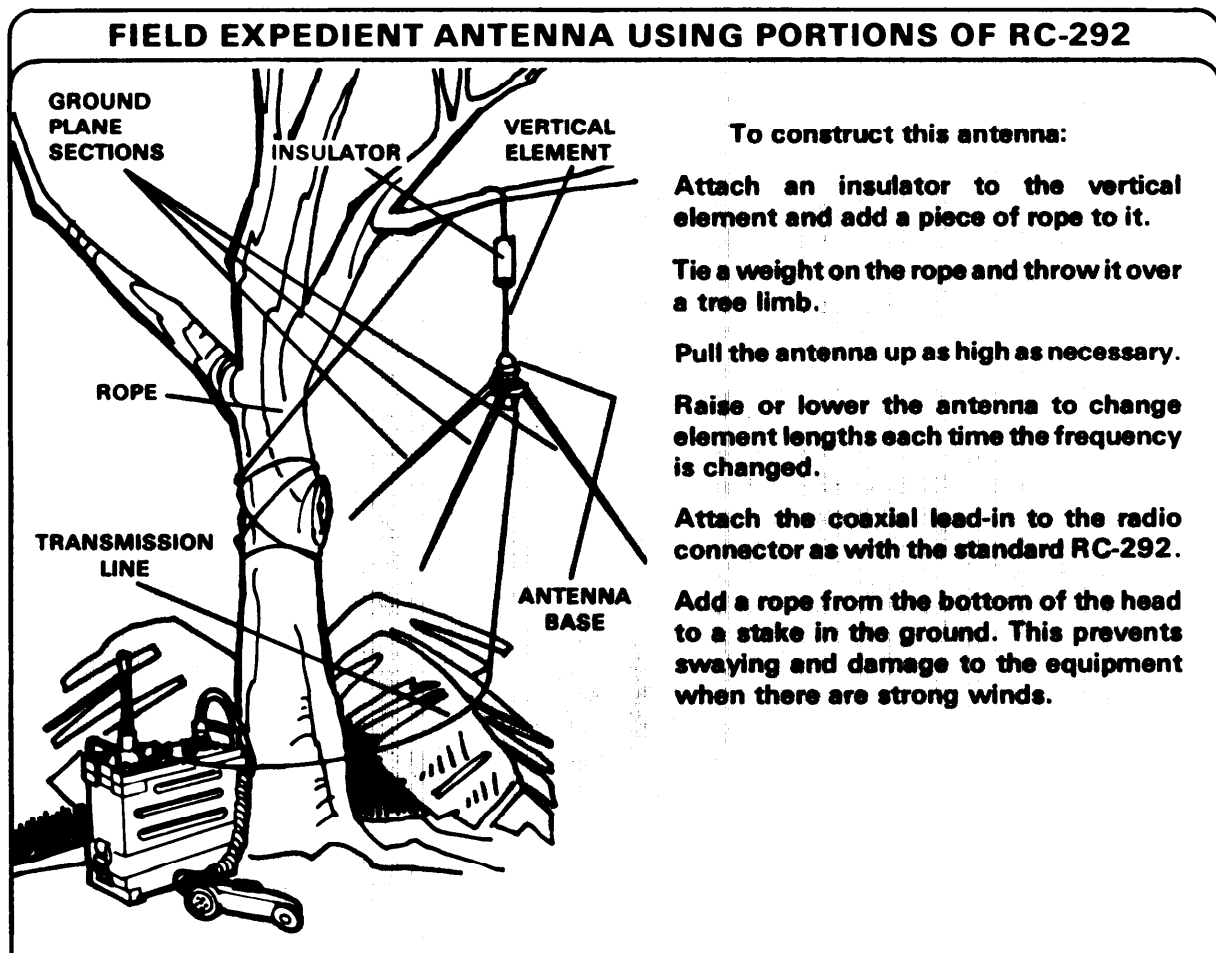 FIELD EXPEDIENT ANTENNA USING PORTIONS OF RC-292
GROUND
PLANE
SECTIONS
INSULATOR
VERTICAL
ELEMENT
ROPE
TRANSMISSION
LINE
ANTENNA
BASE
To construct this antenna:
Attach an insulator to the vertical
element and add a piece of rope to it.
Tie a weight on the rope and throw it over
a tree limb.
Pull the antenna up as high as necessary.
Raise or lower the antenna to change
element lengths each time the frequency
is changed.
Attach the coaxial lead-in to the radio
connector as with the standard RC-292.
Add a rope from the bottom of the head
to a stake in the ground. This prevents
swaying and damage to the equipment
when there are strong winds.